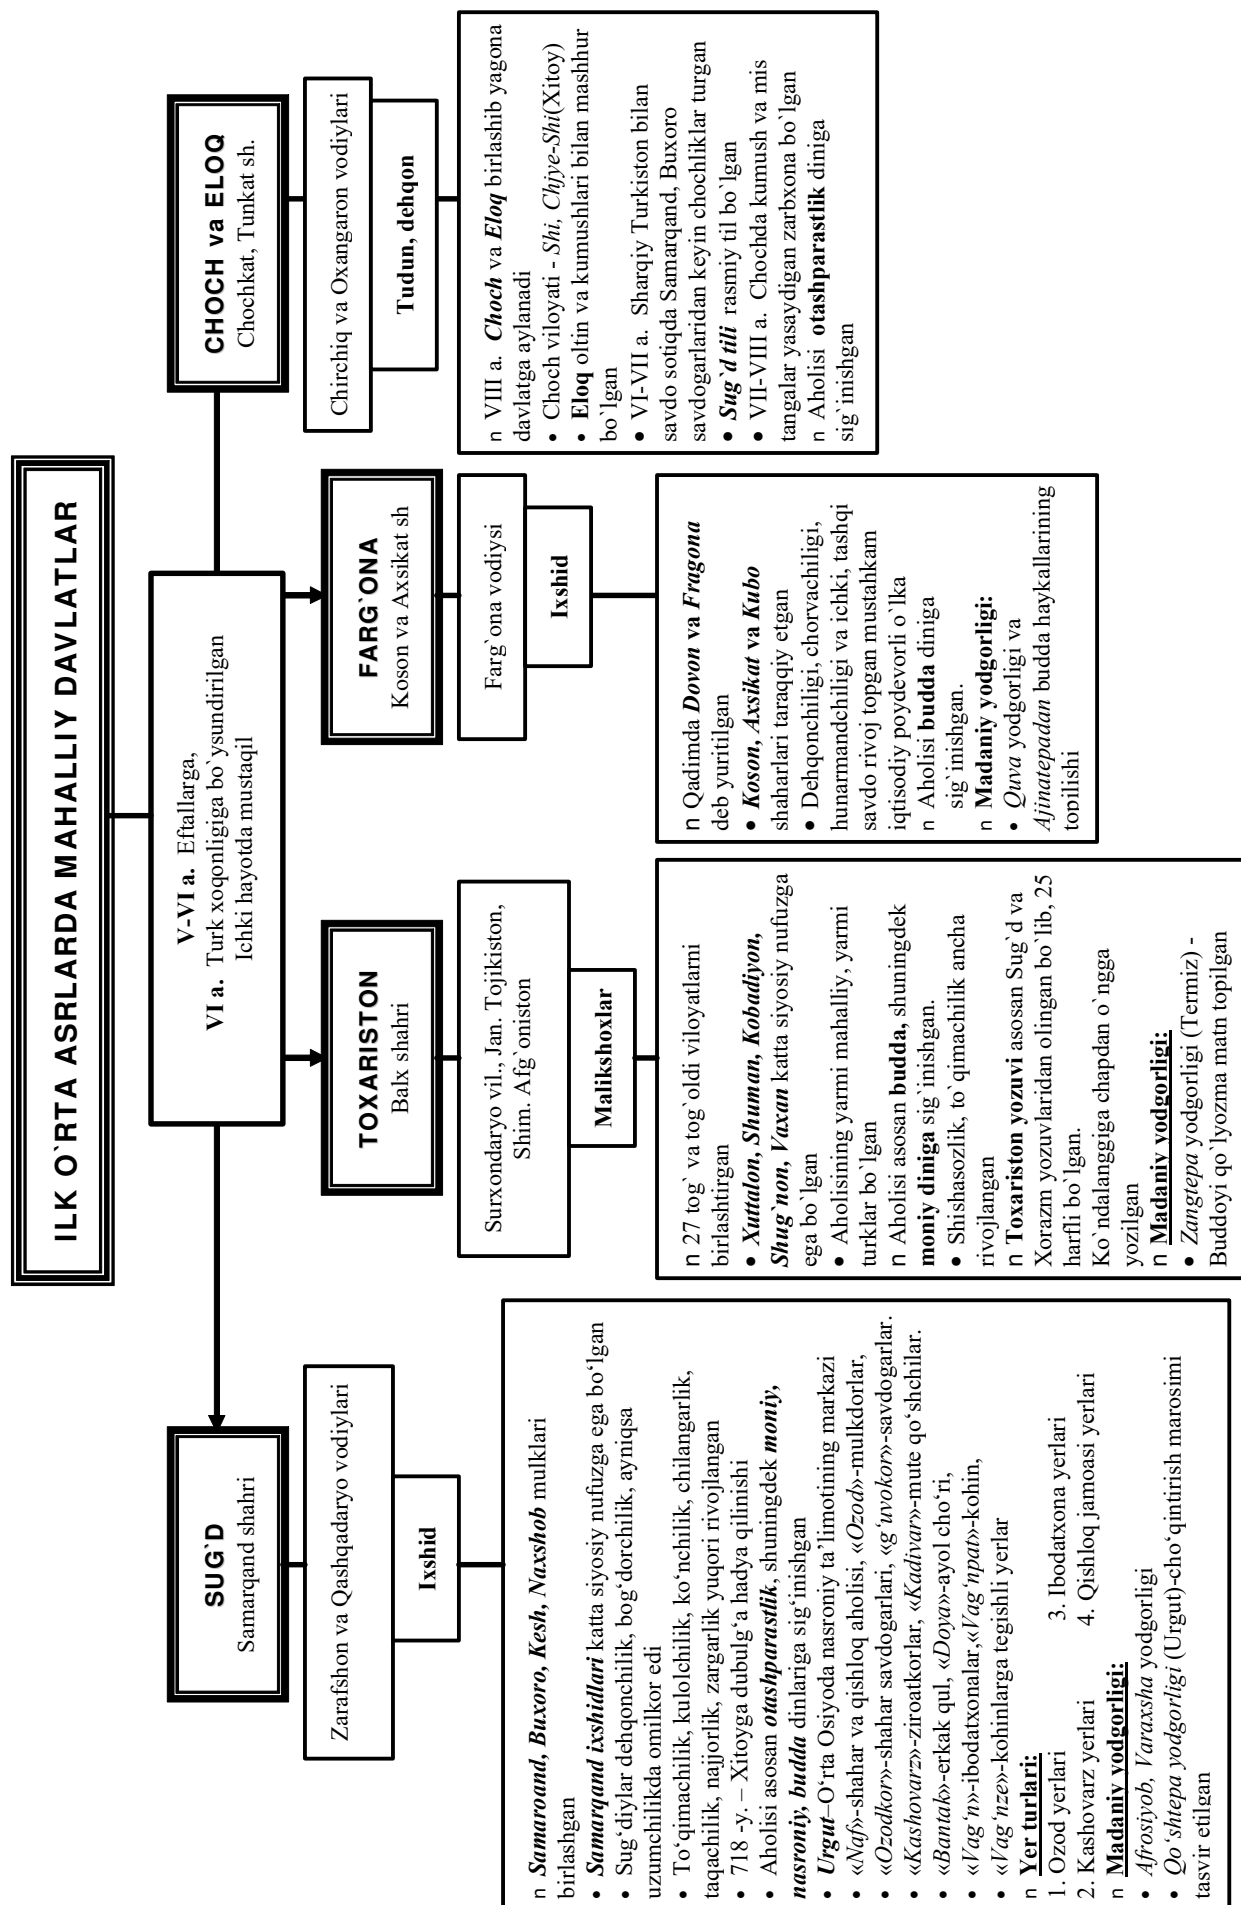 ILK O`RTA ASRLARDA MAHALLIY DAVLATLAR
V-VI a. Eftallarga,
VI a. Turk xoqonligiga bo`ysundirilgan
Ichki hayotda mustaqil
SUG`D
Samarqand shahri
Zarafshon va Qashqadaryo vodiylari
Ixshid
n Samaroand, Buxoro, Kesh, Naxshob mulklari
birlashgan
• Samarqand ixshidlari katta siyosiy nufuzga ega bo‘lgan
• Sug‘diylar dehqonchilik, bog‘dorchilik, ayniqsa
uzumchilikda omilkor edi
• To‘qimachilik, kulolchilik, ko‘nchilik, chilangarlik,
taqachilik, najjorlik, zargarlik yuqori rivojlangan
• 718 -y. – Xitoyga dubulg‘a hadya qilinishi
• Aholisi asosan otashparastlik, shuningdek moniy,
nasroniy, budda dinlariga sig‘inishgan
• Urgut–O‘rta Osiyoda nasroniy ta’limotining markazi
• «Naf»-shahar va qishloq aholisi, «Ozod»-mulkdorlar,
• «Ozodkor»-shahar savdogarlari, «g‘uvokor»-savdogarlar.
• «Kashovarz»-ziroatkorlar, «Kadivar»-mute qo‘shchilar.
• «Bantak»-erkak qul, «Doya»-ayol cho‘ri,
• «Vag‘n»-ibodatxonalar,«Vag‘npat»-kohin,
• «Vag‘nze»-kohinlarga tegishli yerlar
n Yer turlari:
1. Ozod yerlari 3. Ibodatxona yerlari
2. Kashovarz yerlari 4. Qishloq jamoasi yerlari
n Madaniy yodgorligi:
• Afrosiyob, Varaxsha yodgorligi
• Qo‘shtepa yodgorligi (Urgut)-cho‘qintirish marosimi
tasvir etilgan
TOXARISTON
Balx shahri
Surxondaryo vil., Jan. Tojikiston,
Shim. Afg`oniston
Malikshoxlar
n 27 tog` va tog`oldi viloyatlarni
birlashtirgan
• Xuttalon, Shuman, Kobadiyon,
Shug`non, Vaxan katta siyosiy nufuzga
ega bo`lgan
• Aholisining yarmi mahalliy, yarmi
turklar bo`lgan
n Aholisi asosan budda, shuningdek
moniy diniga sig`inishgan.
• Shishasozlik, to`qimachilik ancha
rivojlangan
n Toxariston yozuvi asosan Sug`d va
Xorazm yozuvlaridan olingan bo`lib, 25
harfli bo`lgan.
Ko`ndalanggiga chapdan o`ngga
yozilgan
n Madaniy yodgorligi:
• Zangtepa yodgorligi (Termiz) -
Buddoyi qo`lyozma matn topilgan
FARG`ONA
Koson va Axsikat sh
Farg`ona vodiysi
Ixshid
n Qadimda Dovon va Fragona
deb yuritilgan
• Koson, Axsikat va Kubo
shaharlari taraqqiy etgan
• Dehqonchiligi, chorvachiligi,
hunarmandchiligi va ichki, tashqi
savdo rivoj topgan mustahkam
iqtisodiy poydevorli o`lka
n Aholisi budda diniga
sig`inishgan.
n Madaniy yodgorligi:
• Quva yodgorligi va
Ajinatepadan budda haykallarining
topilishi
CHOCH va ELOQ
Chochkat, Tunkat sh.
Chirchiq va Oxangaron vodiylari
Tudun, dehqon
n VIII a. Choch va Eloq birlashib yagona
davlatga aylanadi
• Choch viloyati - Shi, Chjye-Shi(Xitoy)
• Eloq oltin va kumushlari bilan mashhur
bo`lgan
• VI-VII a. Sharqiy Turkiston bilan
savdo sotiqda Samarqand, Buxoro
savdogarlaridan keyin chochliklar turgan
• Sug`d tili rasmiy til bo`lgan
• VII-VIII a. Chochda kumush va mis
tangalar yasaydigan zarbxona bo`lgan
n Aholisi otashparastlik diniga
sig`inishgan